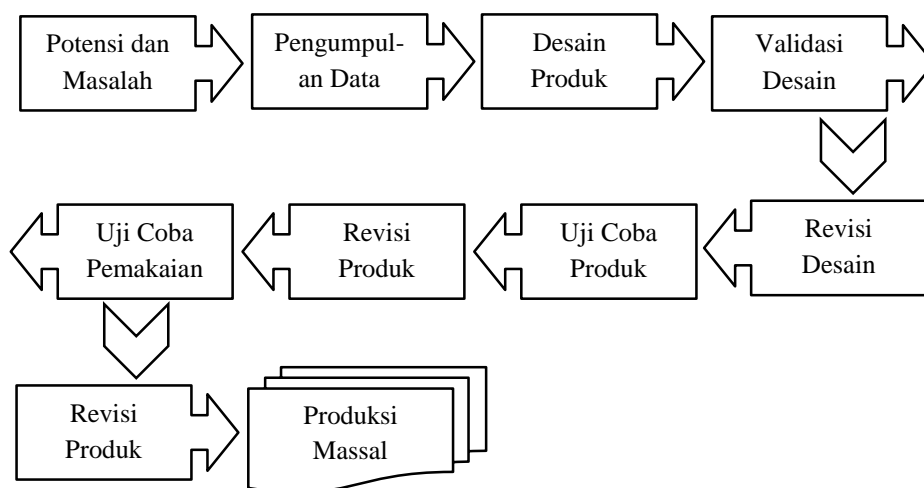 Potensi dan
Masalah
Pengumpul-
an Data
Desain
Produk
Validasi
Desain
Revisi
Desain
Uji Coba
Produk
Revisi
Produk
Uji Coba
Pemakaian
Revisi
Produk
Produksi
Massal